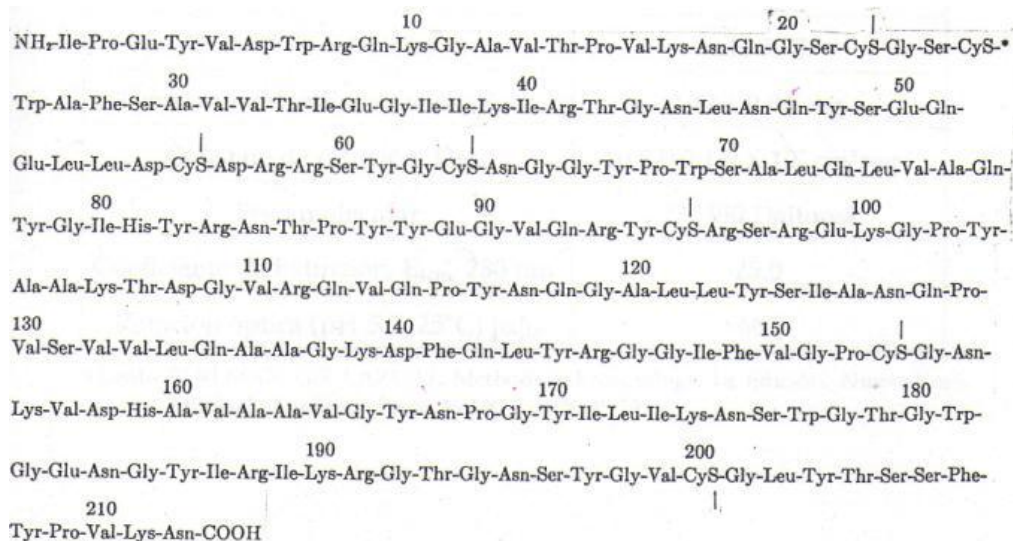 10 20
NH₂-Ile-Pro-Glu-Tyr-Val-Asp-Trp-Arg-Gln-Lys-Gly-Ala-Val-Thr-Pro-Val-Lys-Asn-Gln-Gly-Ser-CyS-Gly-Ser-CyS-*
30 40 50
Trp-Ala-Phe-Ser-Ala-Val-Val-Thr-Ile-Glu-Gly-Ile-Ile-Lys-Ile-Arg-Thr-Gly-Asn-Leu-Asn-Gln-Tyr-Ser-Glu-Gln-
60 70
Glu-Leu-Leu-Asp-CyS-Asp-Arg-Arg-Ser-Tyr-Gly-CyS-Asn-Gly-Gly-Tyr-Pro-Trp-Ser-Ala-Leu-Gln-Leu-Val-Ala-Gln-
80 90 100
Tyr-Gly-Ile-His-Tyr-Arg-Asn-Thr-Pro-Tyr-Tyr-Glu-Gly-Val-Gln-Arg-Tyr-CyS-Arg-Ser-Arg-Glu-Lys-Gly-Pro-Tyr-
110 120
Ala-Ala-Lys-Thr-Asp-Gly-Val-Arg-Gln-Val-Gln-Pro-Tyr-Asn-Gln-Gly-Ala-Leu-Leu-Tyr-Ser-Ile-Ala-Asn-Gln-Pro-
130 140 150
Val-Ser-Val-Val-Leu-Gln-Ala-Ala-Gly-Lys-Asp-Phe-Gln-Leu-Tyr-Arg-Gly-Gly-Ile-Phe-Val-Gly-Pro-CyS-Gly-Asn-
160 170 180
Lys-Val-Asp-His-Ala-Val-Ala-Ala-Val-Gly-Tyr-Asn-Pro-Gly-Tyr-Ile-Leu-Ile-Lys-Asn-Ser-Trp-Gly-Thr-Gly-Trp-
190 200
Gly-Glu-Asn-Gly-Tyr-Ile-Arg-Ile-Lys-Arg-Gly-Thr-Gly-Asn-Ser-Tyr-Gly-Val-CyS-Gly-Leu-Tyr-Thr-Ser-Ser-Phe-
210
Tyr-Pro-Val-Lys-Asn-COOH